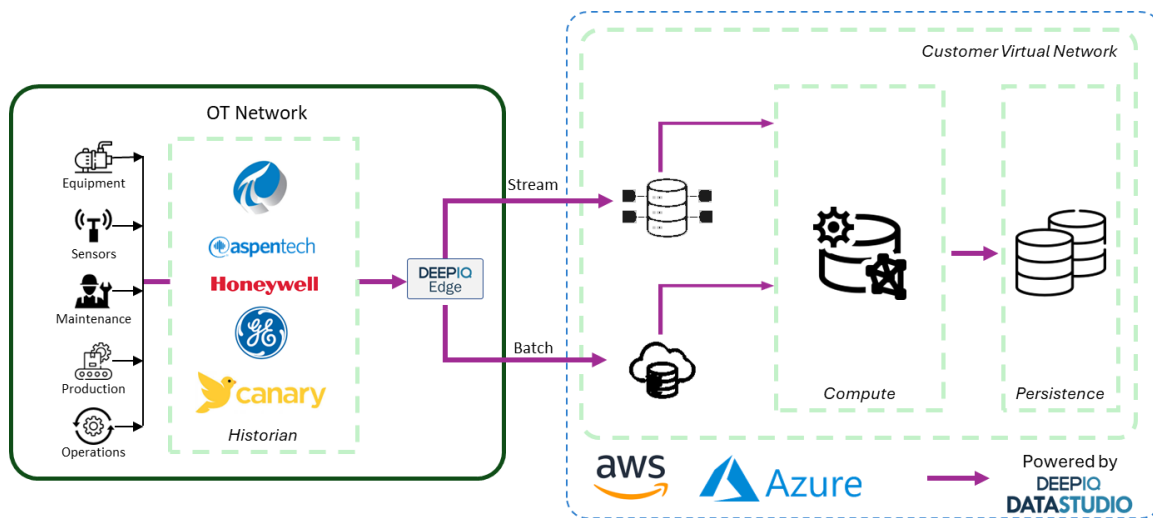 Customer Virtual Network
OT Network
Equipment
Sensors
Maintenance
Production
Operations
aspentech
Honeywell
GE
canary
Historian
DEEPIQ
Edge
Stream
Batch
Compute
Persistence
aws
Azure
Powered by
DEEPIQ
DATASTUDIO